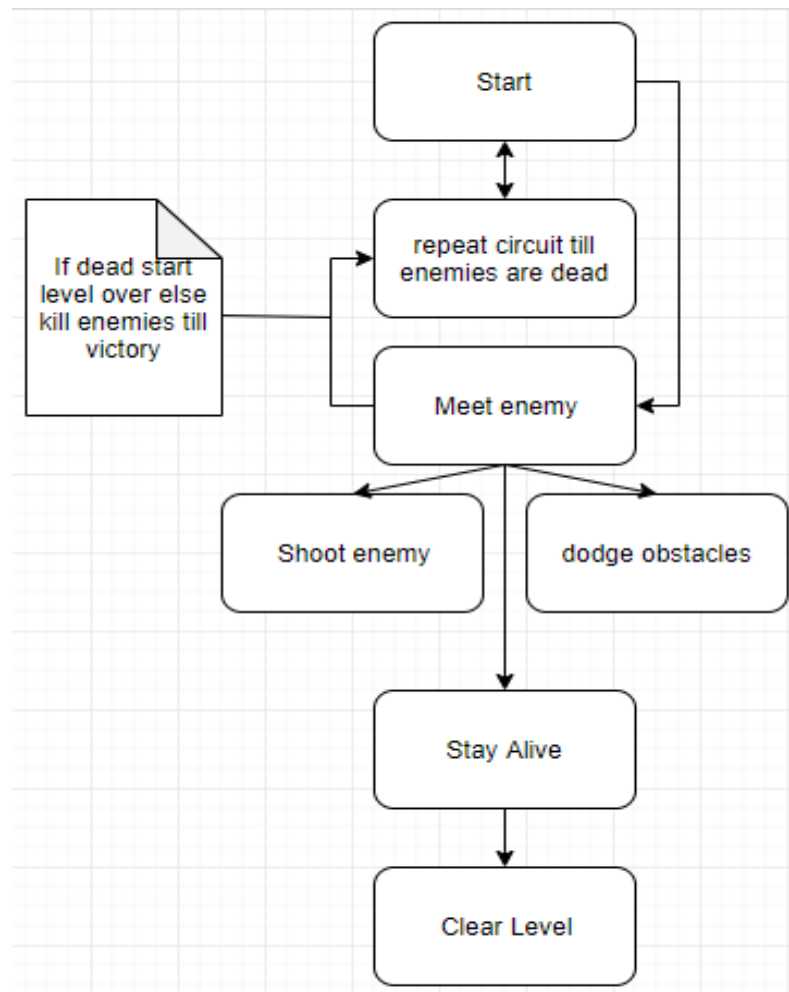 Start
repeat circuit till
enemies are dead
If dead start
level over else
kill enemies till
victory
Meet enemy
Shoot enemy
dodge obstacles
Stay Alive
Clear Level